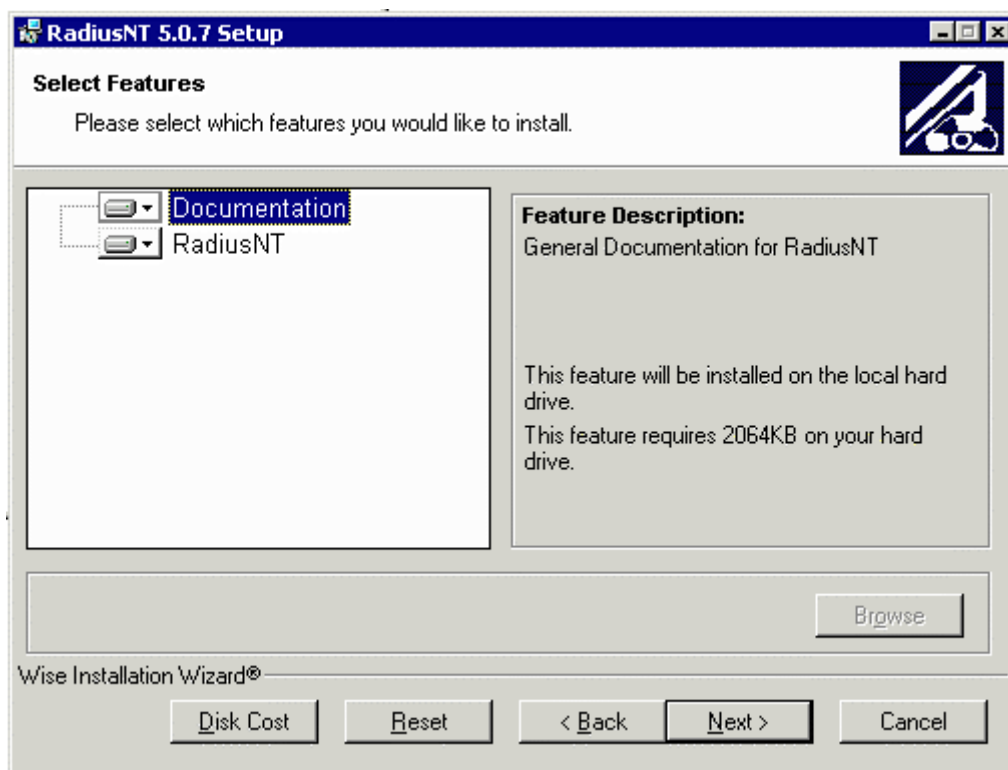 RadiusNT 5.0.7 Setup
Select Features
Please select which features you would like to install.
Documentation
RadiusNT
Feature Description:
General Documentation for RadiusNT
This feature will be installed on the local hard
drive.
This feature requires 2064KB on your hard
drive.
Browse
Wise Installation Wizard®
Disk Cost
Reset
< Back
Next >
Cancel